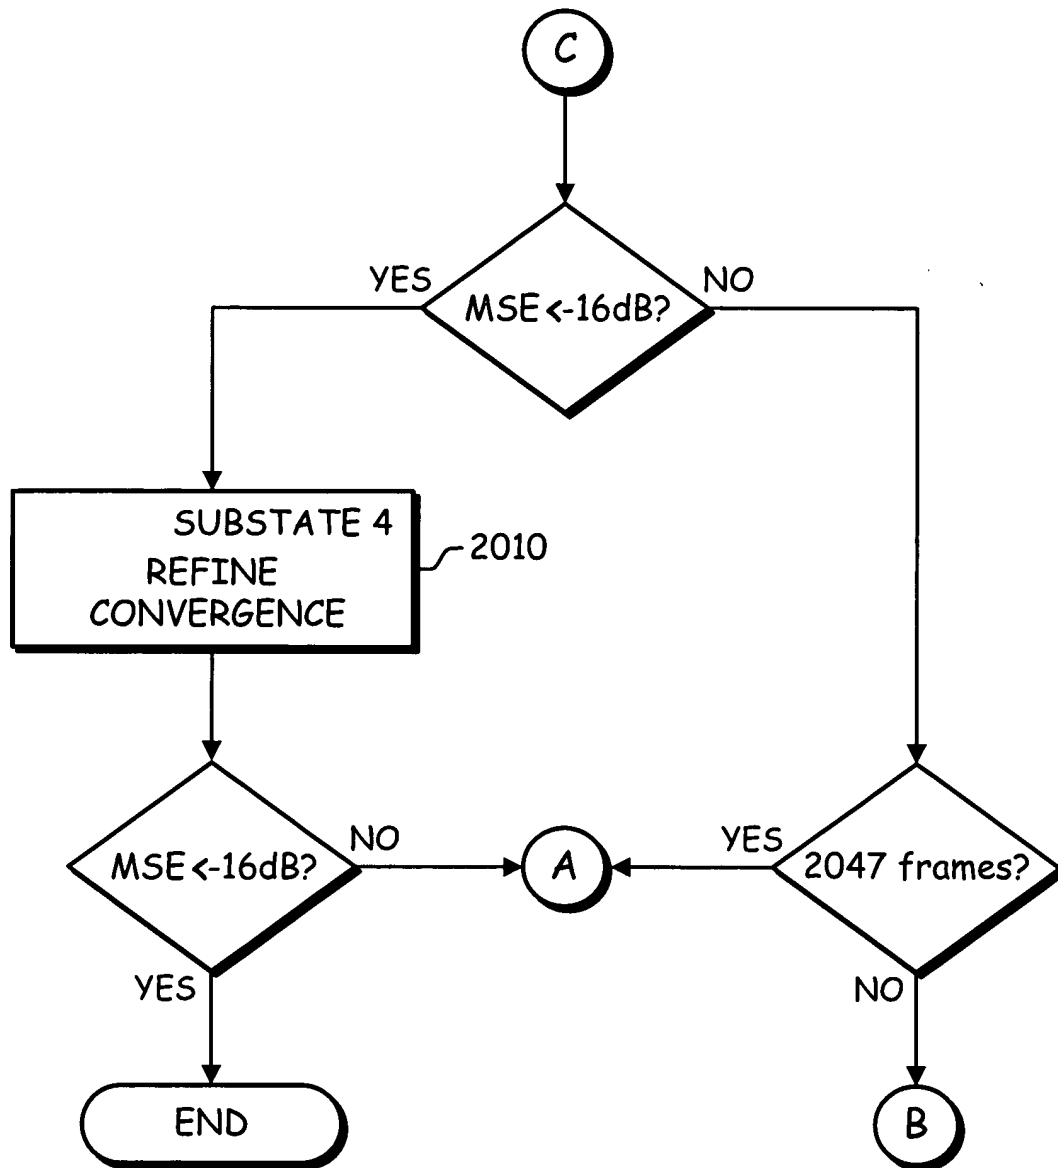 C
YES
NO
MSE<-16dB?
SUBSTATE 4
REFINE
CONVERGENCE
2010
MSE<-16dB?
NO
A
YES
2047 frames?
YES
NO
END
B